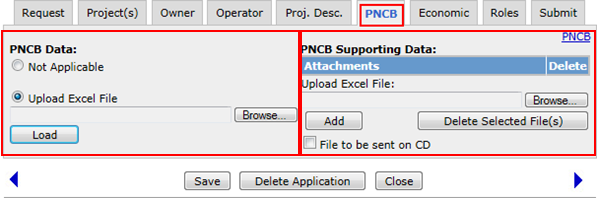 Request Project(s) Owner Operator Proj. Desc. PNCB Economic Roles Submit
PNCB
PNCB Data:
Not Applicable
Upload Excel File
Browse...
Load
PNCB Supporting Data:
Attachments Delete
Upload Excel File:
Browse...
Add Delete Selected File(s)
File to be sent on CD
Save Delete Application Close